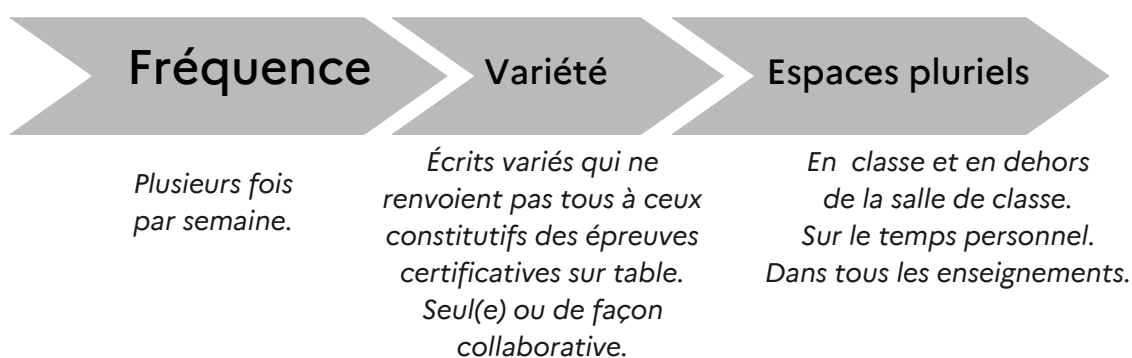 Fréquence
Plusieurs fois
par semaine.
Variété
Écrits variés qui ne
renvoient pas tous à ceux
constitutifs des épreuves
certificatives sur table.
Seul(e) ou de façon
collaborative.
Espaces pluriels
En classe et en dehors
de la salle de classe.
Sur le temps personnel.
Dans tous les enseignements.